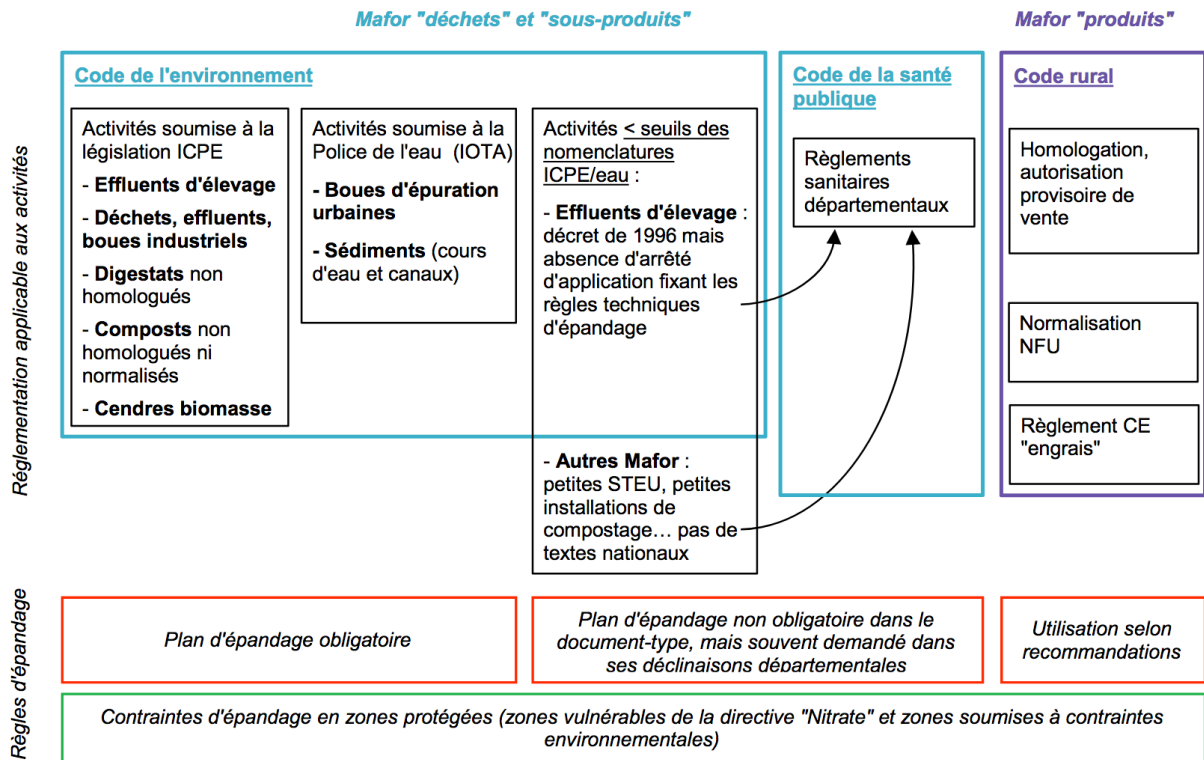 Mafor "déchets" et "sous-produits"
Mafor "produits"
Réglementation applicable aux activités
Code de l'environnement
Activités soumise à la
législation ICPE
- Effluents d'élevage
- Déchets, effluents,
boues industriels
- Digestats non
homologués
- Composts non
homologués ni
normalisés
- Cendres biomasse
Activités soumise à la
Police de l'eau (IOTA)
- Boues d'épuration
urbaines
- Sédiments (cours
d'eau et canaux)
Activités < seuils des
nomenclatures
ICPE/eau :
- Effluents d'élevage :
décret de 1996 mais
absence d'arrêté
d'application fixant les
règles techniques
d'épandage
- Autres Mafor :
petites STEU, petites
installations de
compostage… pas de
textes nationaux
Code de la santé
publique
Règlements
sanitaires
départementaux
Code rural
Homologation,
autorisation
provisoire de
vente
Normalisation
NFU
Règlement CE
"engrais"
Règles d'épandage
Plan d'épandage obligatoire
Plan d'épandage non obligatoire dans le
document-type, mais souvent demandé dans
ses déclinaisons départementales
Utilisation selon
recommandations
Contraintes d'épandage en zones protégées (zones vulnérables de la directive "Nitrate" et zones soumises à contraintes
environnementales)